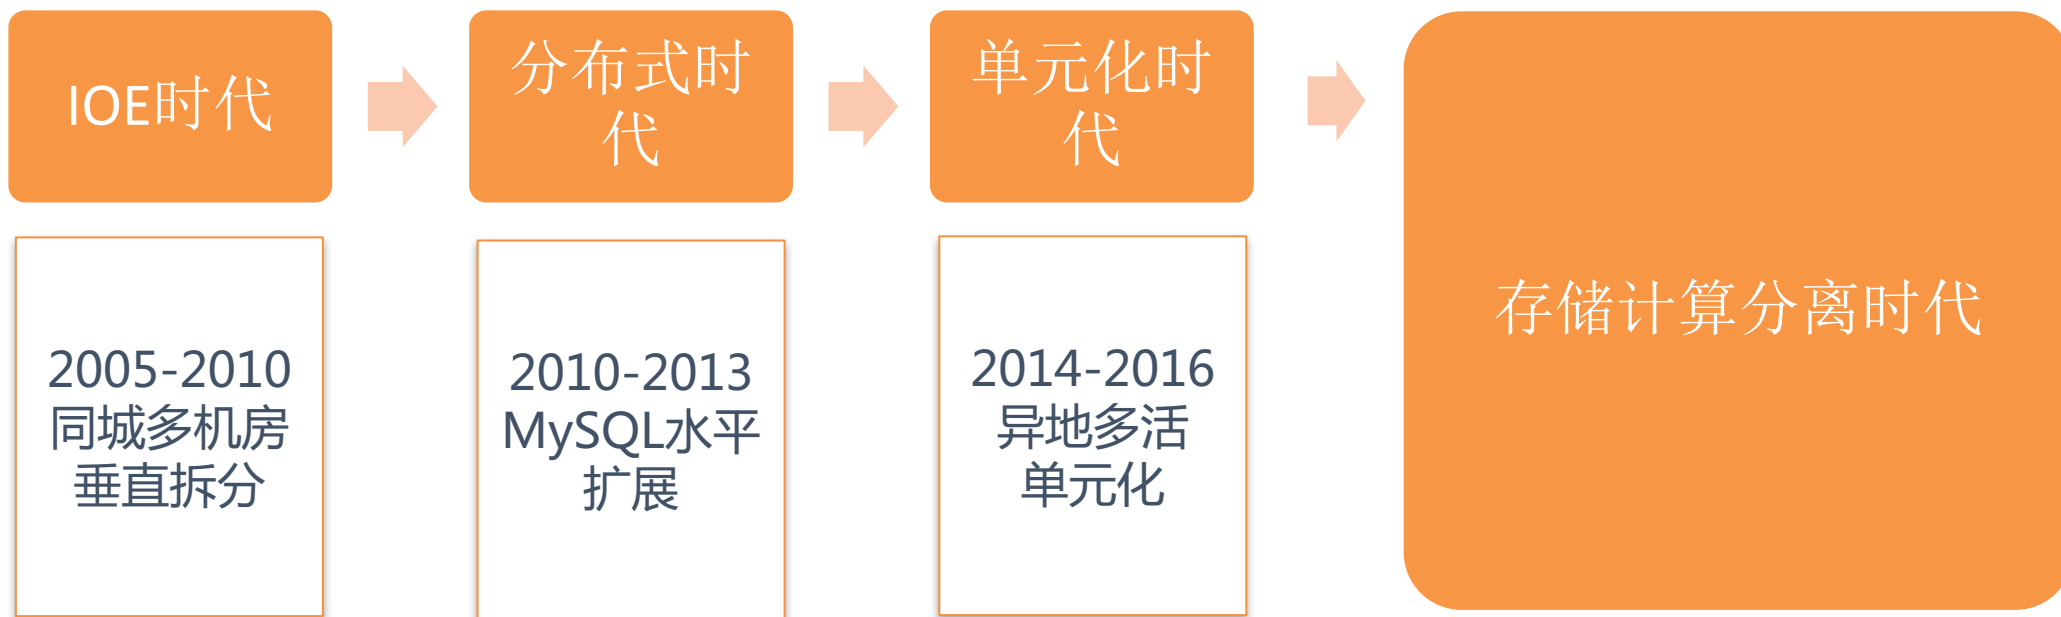 IOE时代
分布式时
代
单元化时
代
存储计算分离时代
2005-2010
同城多机房
垂直拆分
2010-2013
MySQL水平
扩展
2014-2016
异地多活
单元化